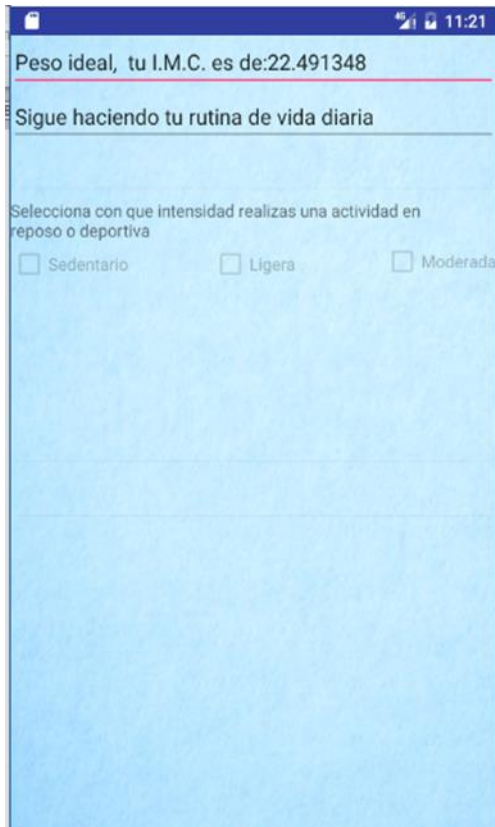 4G 11:21
Peso ideal,  tu I.M.C. es de:22.491348
Sigue haciendo tu rutina de vida diaria
Selecciona con que intensidad realizas una actividad en
reposo o deportiva
Sedentario Ligera Moderada